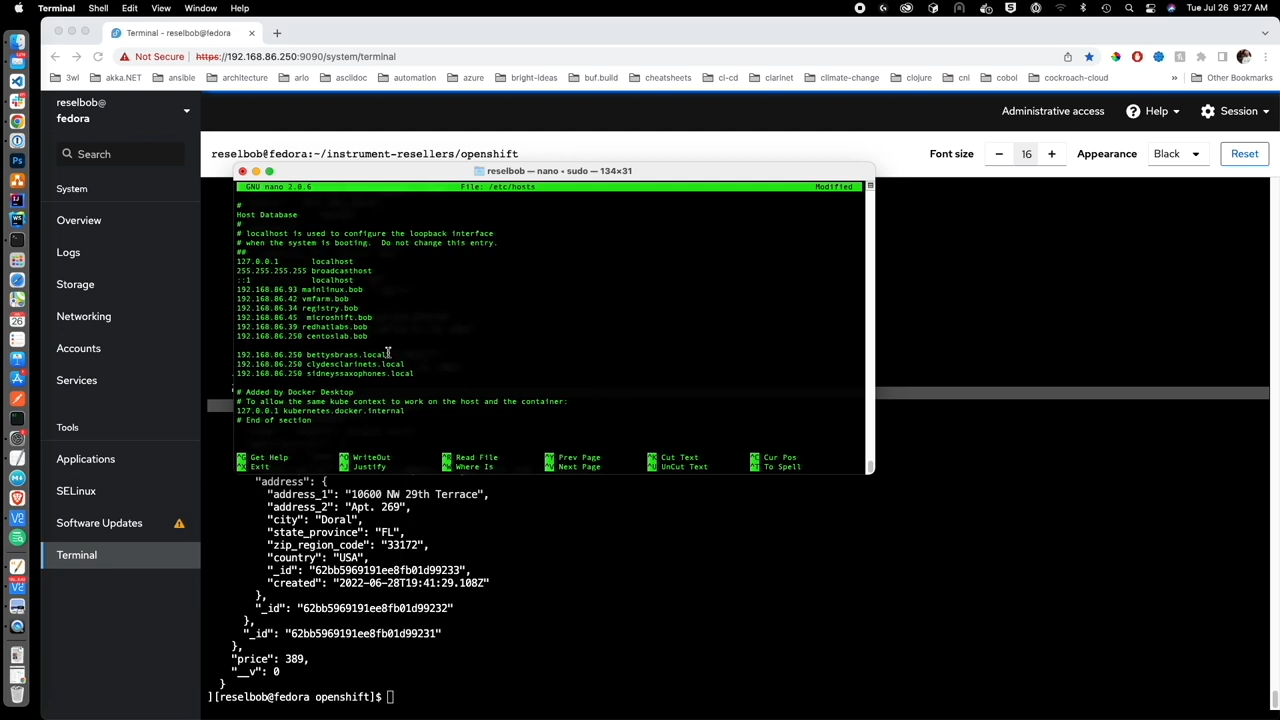 Terminal Shell Edit View Window Help Tue Jul 26 9:27 AM
Terminal - reselbob@fedora
Not Secure https://192.168.86.250:9090/system/terminal
3wl akka.NET ansible architecture arlo asciidoc automation azure bright-ideas buf.build cheatsheets ci-cd clarinet climate-change clojure cnl cobol cockroach-cloud » Other Bookmarks
reselbob@
fedora
Administrative access Help Session
Search
reselbob@fedora:~/instrument-resellers/openshift Font size 16 Appearance Black Reset
System
Overview
Logs
Storage
Networking
Accounts
Services
Tools
Applications
SELinux
Software Updates
Terminal
reselbob — nano ◂ sudo — 134×31
GNU nano 2.0.6 File: /etc/hosts Modified
#
Host Database
#
# localhost is used to configure the loopback interface
# when the system is booting.  Do not change this entry.
##
127.0.0.1 localhost
255.255.255.255 broadcasthost
::1 localhost
192.168.86.93 mainlinux.bob
192.168.86.42 vmfarm.bob
192.168.86.34 registry.bob
192.168.86.45  microshift.bob
192.168.86.39 redhatlabs.bob
192.168.86.250 centoslab.bob
192.168.86.250 bettysbrass.local
192.168.86.250 clydesclarinets.local
192.168.86.250 sidneyssaxophones.local
# Added by Docker Desktop
# To allow the same kube context to work on the host and the container:
127.0.0.1 kubernetes.docker.internal
# End of section
^G Get Help ^O WriteOut ^R Read File ^Y Prev Page ^K Cut Text ^C Cur Pos
^X Exit ^J Justify ^W Where Is ^V Next Page ^U UnCut Text ^T To Spell
"address": {
"address_1": "10600 NW 29th Terrace",
"address_2": "Apt. 269",
"city": "Doral",
"state_province": "FL",
"zip_region_code": "33172",
"country": "USA",
"_id": "62bb5969191ee8fb01d99233",
"created": "2022-06-28T19:41:29.108Z"
},
"_id": "62bb5969191ee8fb01d99232"
},
"_id": "62bb5969191ee8fb01d99231"
},
"price": 389,
"__v": 0
}
][reselbob@fedora openshift]$